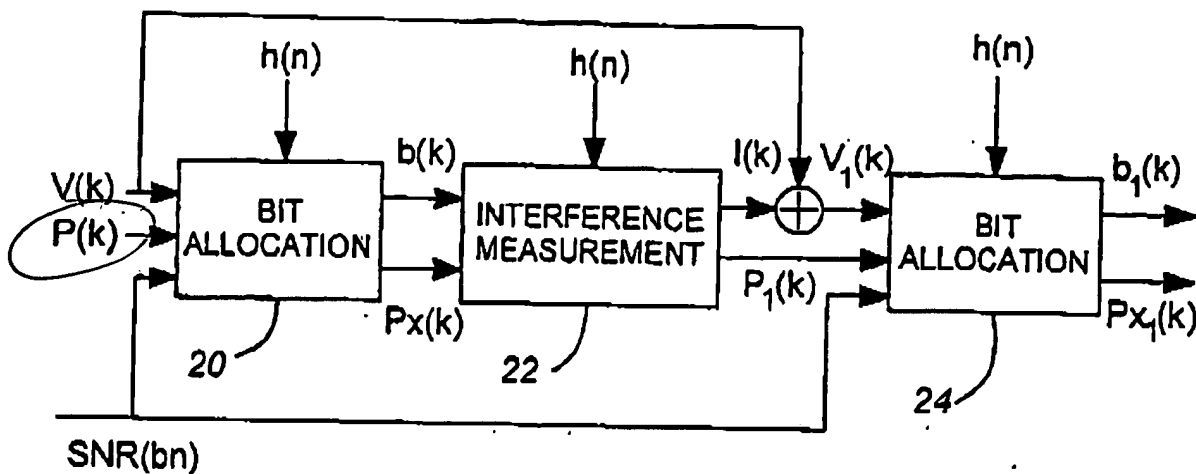 h(n)
h(n)
h(n)
V(k)
P(k)
BIT
ALLOCATION
b(k)
Px(k)
INTERFERENCE
MEASUREMENT
I(k)
V₁(k)
P₁(k)
BIT
ALLOCATION
b₁(k)
Px₁(k)
20
22
24
SNR(bn)